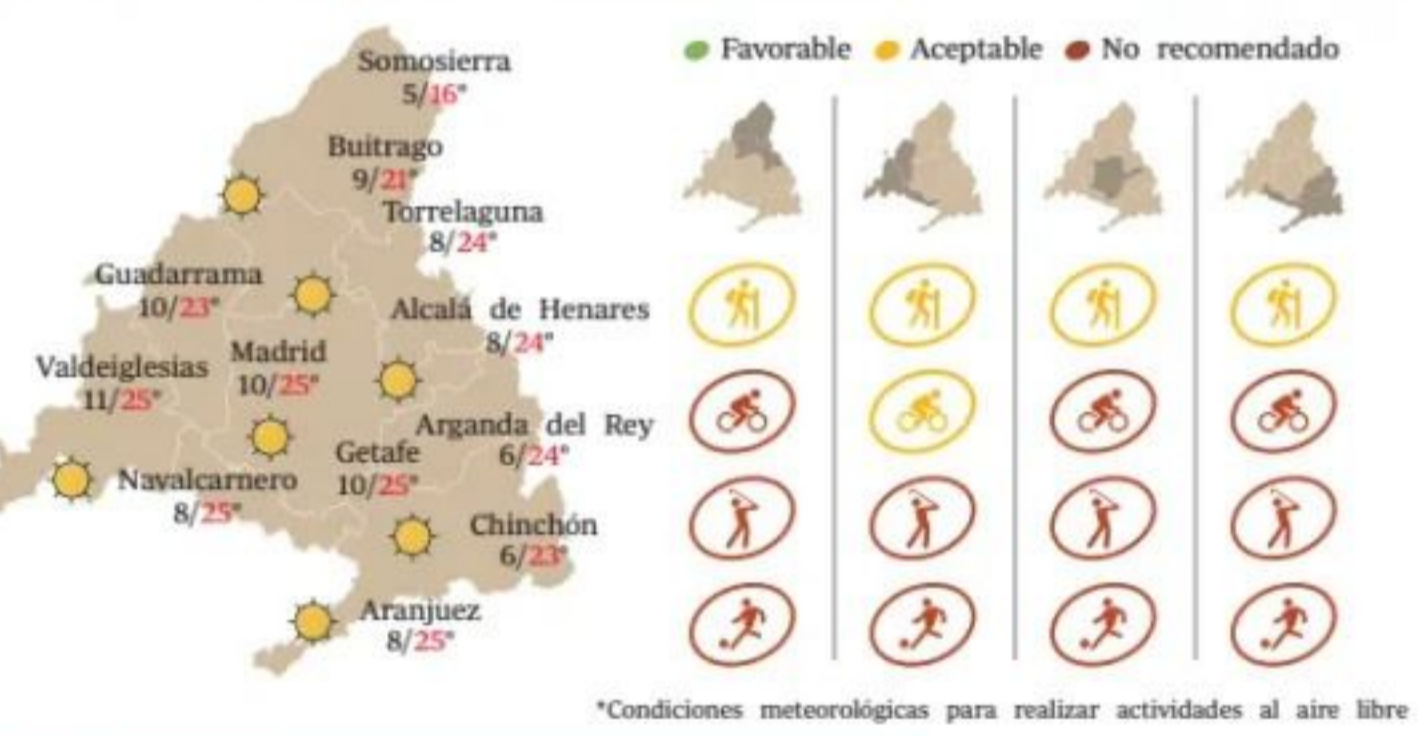 Favorable Aceptable No recomendado
Somosierra
5/16°
Buitrago
9/21°
Torrelaguna
8/24°
Guadarrama
10/23°
Alcalá de Henares
8/24°
Madrid
10/25°
Valdeiglesias
11/25°
Arganda del Rey
6/24°
Getafe
10/25°
Navalcarnero
8/25°
Chinchón
6/23°
Aranjuez
8/25°
*Condiciones meteorológicas para realizar actividades al aire libre